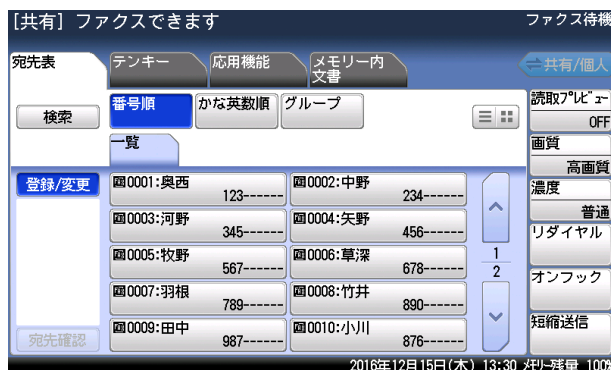 [共有] ファクスできます
ファクス待機
宛先表
テンキー
応用機能
メモリー内
文書
共有/個人
検索
番号順
かな英数順
グループ
一覧
登録/変更
0001:奥西
123------
0002:中野
234------
0003:河野
345------
0004:矢野
456------
0005:牧野
567------
0006:草深
678------
0007:羽根
789------
0008:竹井
890------
0009:田中
987------
0010:小川
876------
1
2
宛先確認
読取プレビュー
OFF
画質
高画質
濃度
普通
リダイヤル
オンフック
短縮送信
2016年12月15日(木) 13:30 メモリー残量 100%